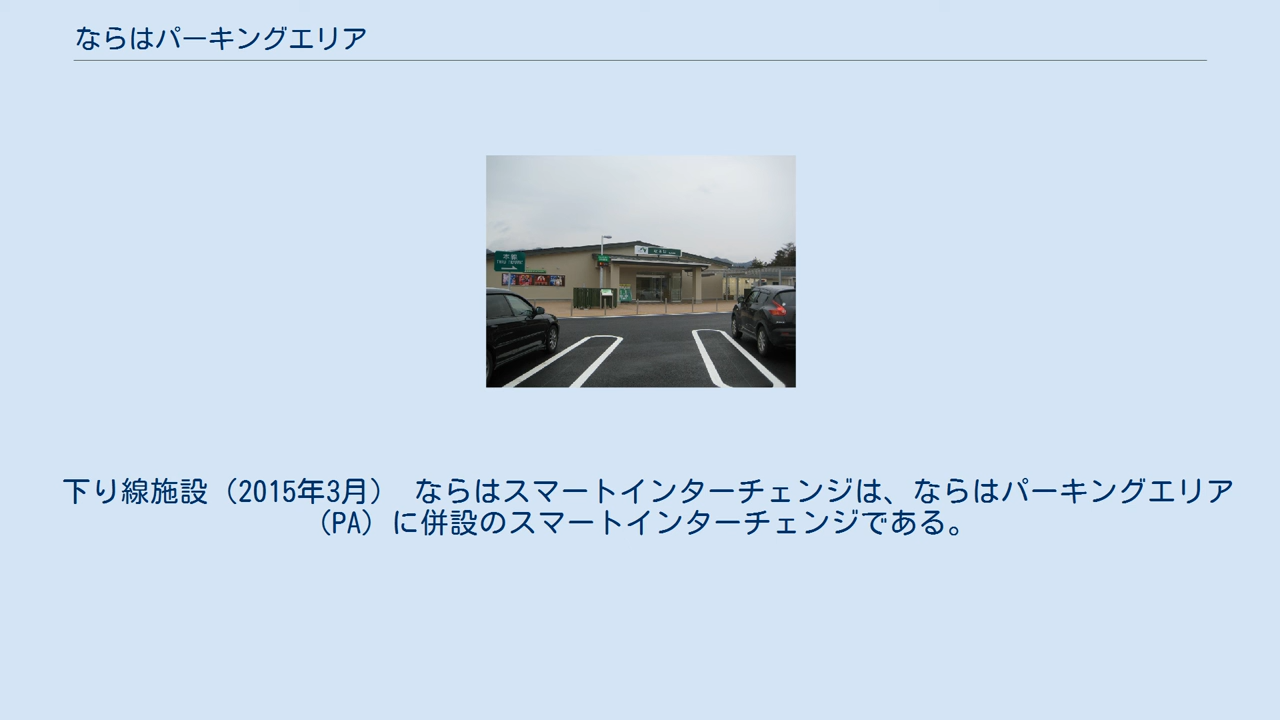 ならはパーキングエリア
本線
下り線施設（2015年3月） ならはスマートインターチェンジは、ならはパーキングエリア
（PA）に併設のスマートインターチェンジである。